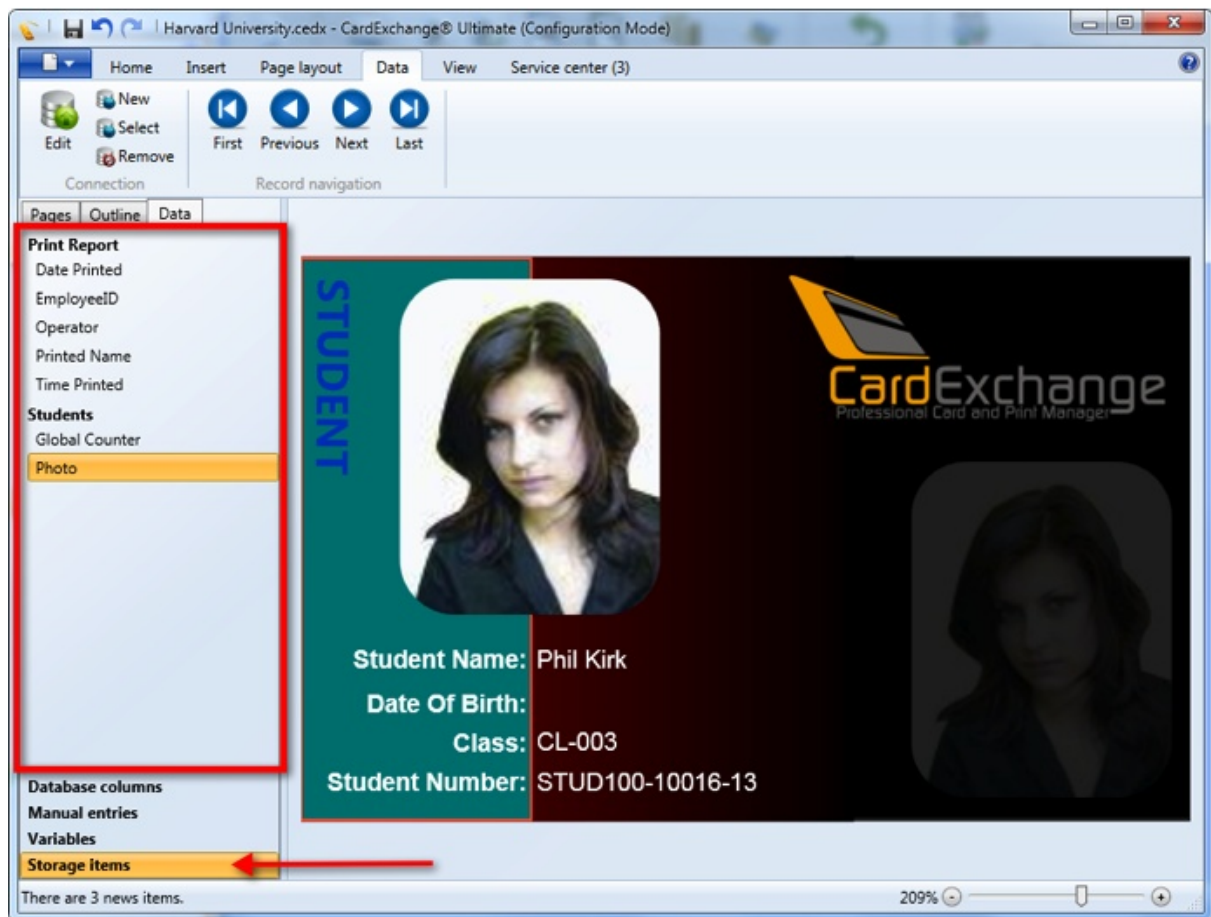 Harvard University.cedx - CardExchange® Ultimate (Configuration Mode)
Home Insert Page layout Data View Service center (3)
Edit
New
Select
Remove
First Previous Next Last
Connection
Record navigation
Pages Outline Data
Print Report
Date Printed
EmployeeID
Operator
Printed Name
Time Printed
Students
Global Counter
Photo
Database columns
Manual entries
Variables
Storage items
STUDENT
CardExchange
Professional Card and Print Manager
Student Name: Phil Kirk
Date Of Birth:
Class: CL-003
Student Number: STUD100-10016-13
There are 3 news items.
209%